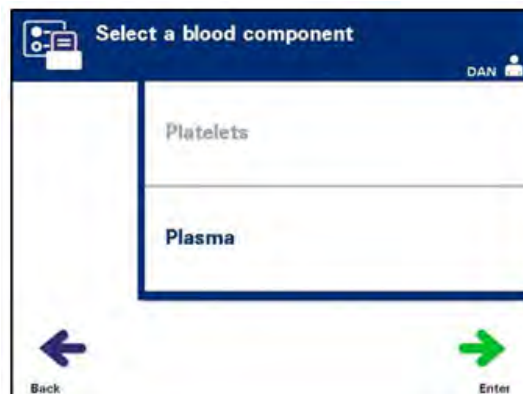 Select a blood component
DAN
Platelets
Plasma
Back
Enter